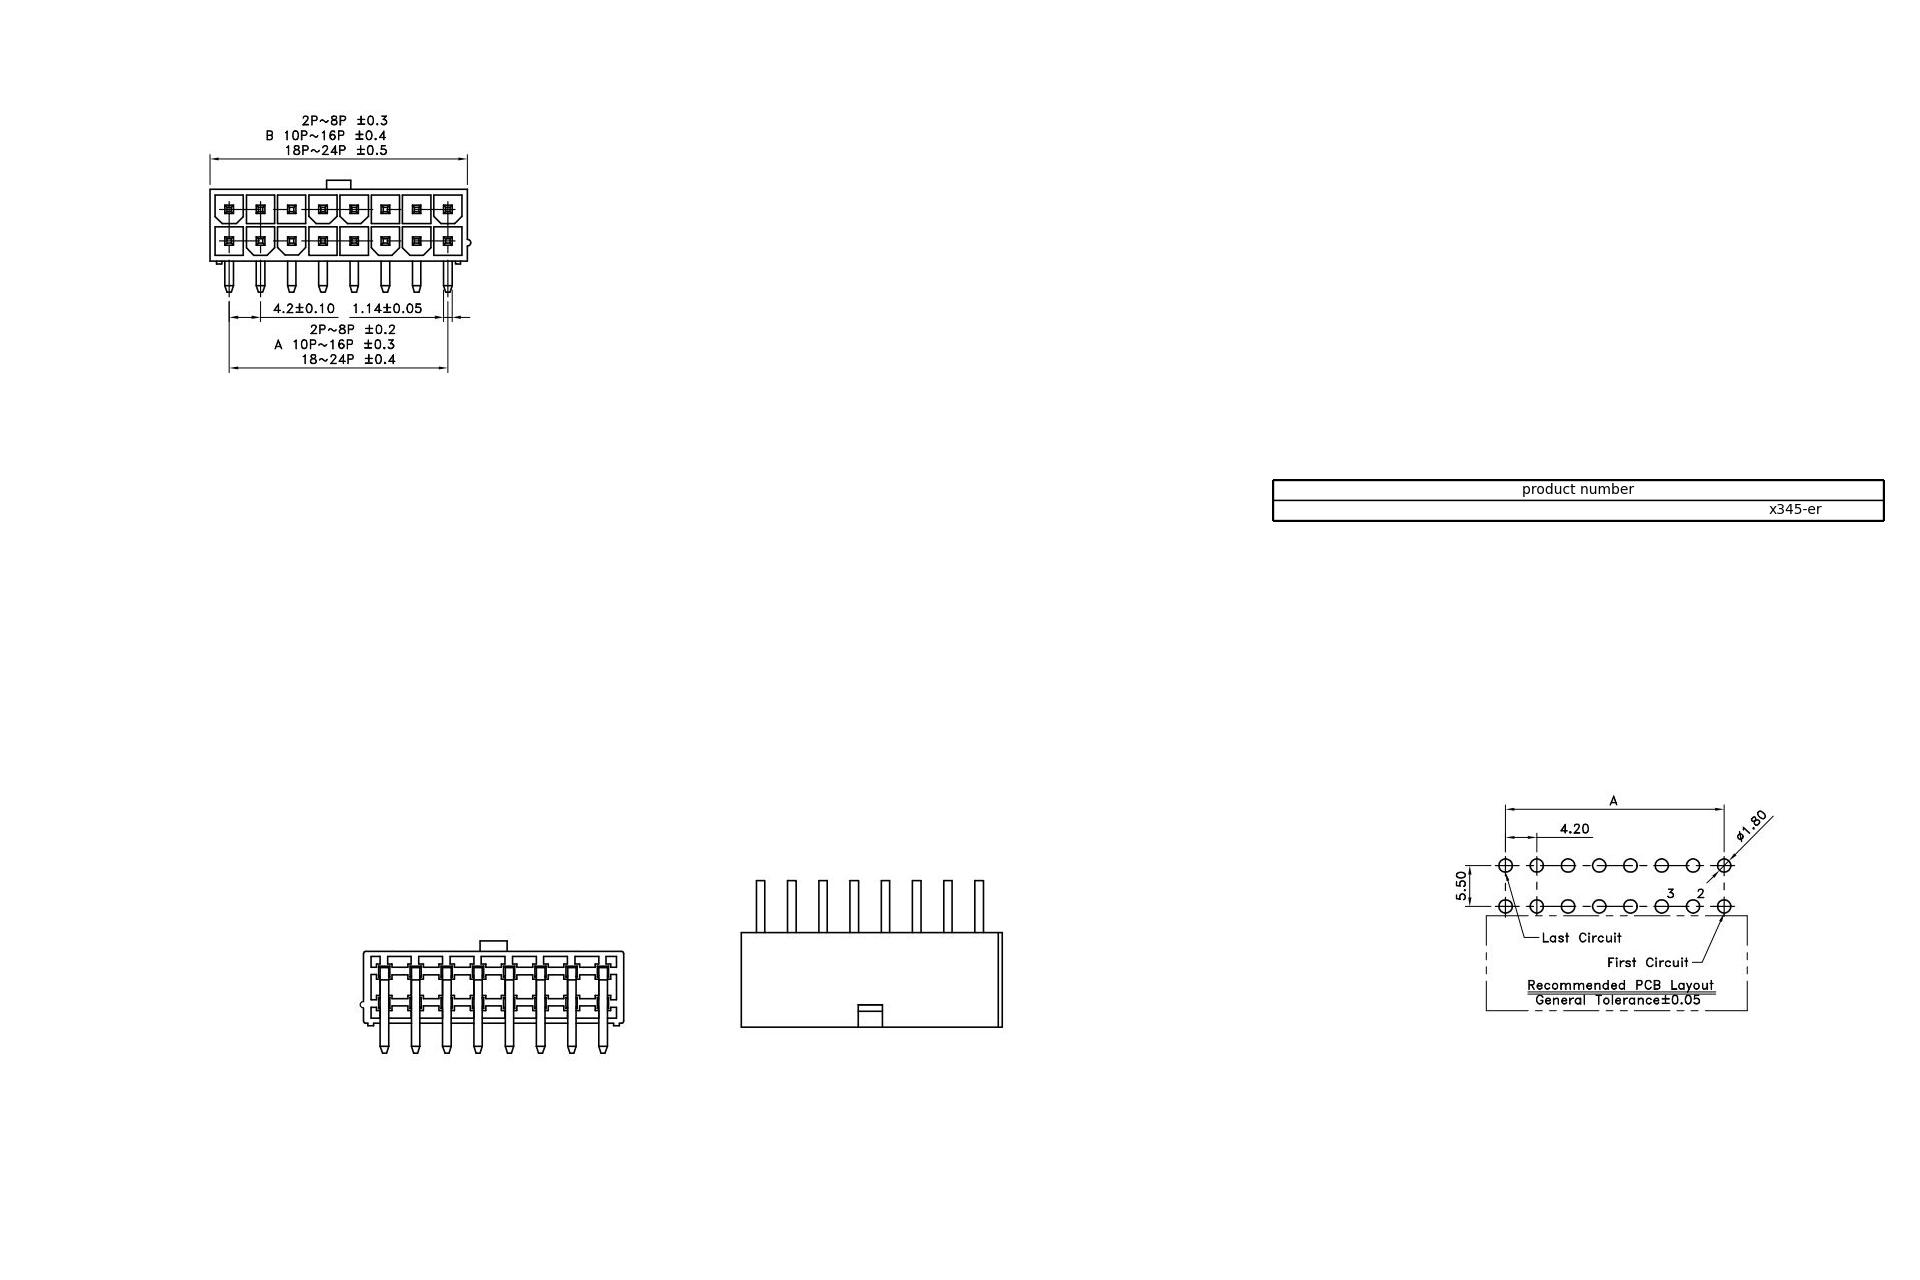 2P~8P ±0.3
B 10P~16P ±0.4
18P~24P ±0.5
4.2±0.10 1.14±0.05
2P~8P ±0.2
A 10P~16P ±0.3
18~24P ±0.4
product number
x345-er
A
4.20
ø1.80
5.50
3 2
Last Circuit
First Circuit
Recommended PCB Layout
General Tolerance±0.05